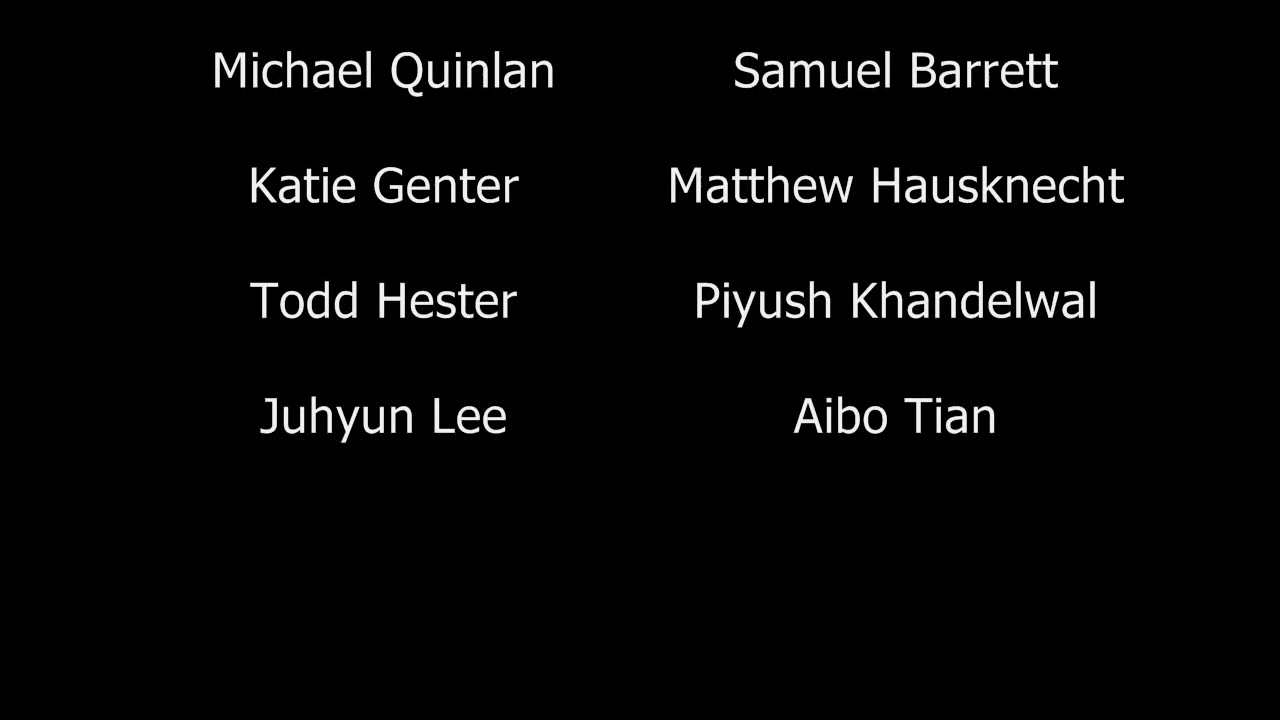 Michael Quinlan Samuel Barrett
Katie Genter Matthew Hausknecht
Todd Hester Piyush Khandelwal
Juhyun Lee Aibo Tian